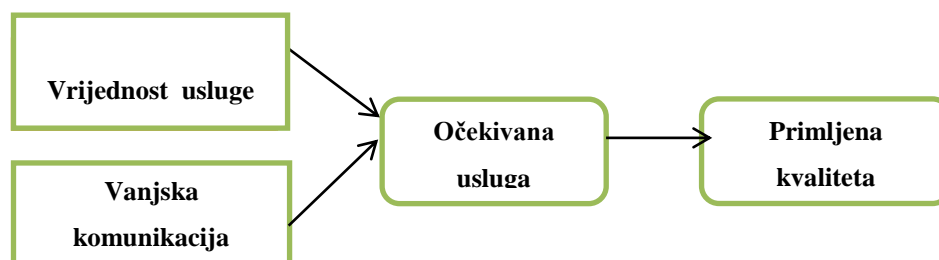 Vrijednost usluge
Vanjska
komunikacija
Očekivana
usluga
Primljena
kvaliteta